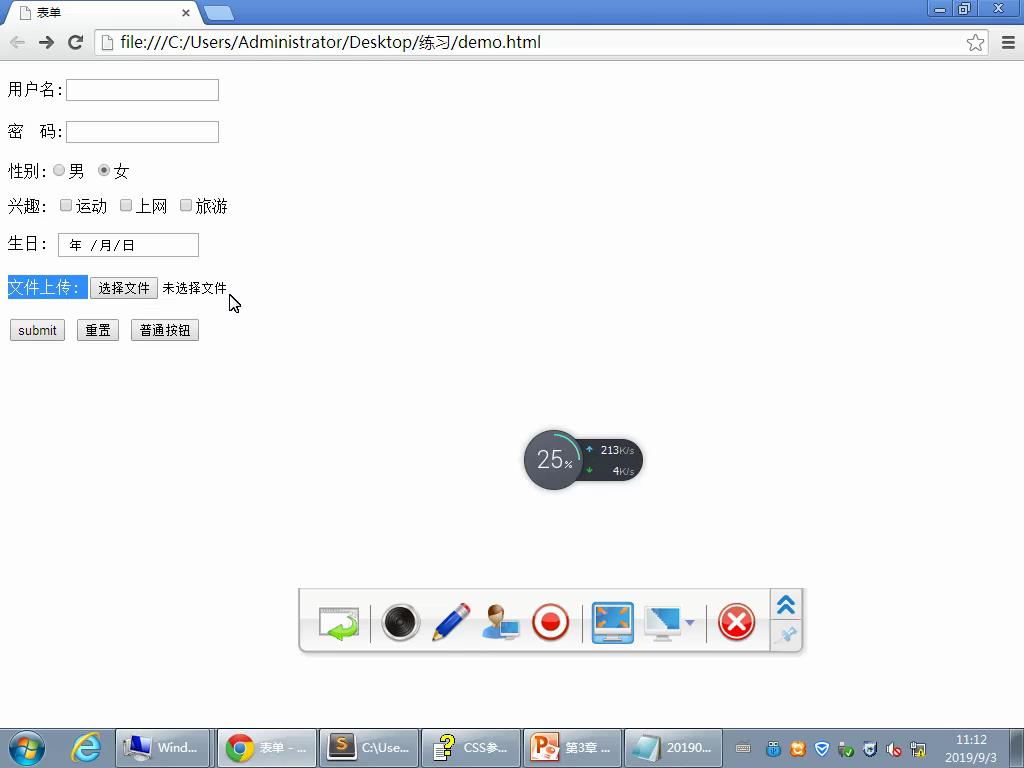 表单
file:///C:/Users/Administrator/Desktop/练习/demo.html
用户名:
密 码:
性别: 男 女
兴趣: 运动 上网 旅游
生日: 年 /月/日
文件上传: 选择文件 未选择文件
submit 重置 普通按钮
25% 213K/s
4K/s
Wind... 表单 - ... C:\Use... CSS参... 第3章 ... 20190... 11:12
2019/9/3